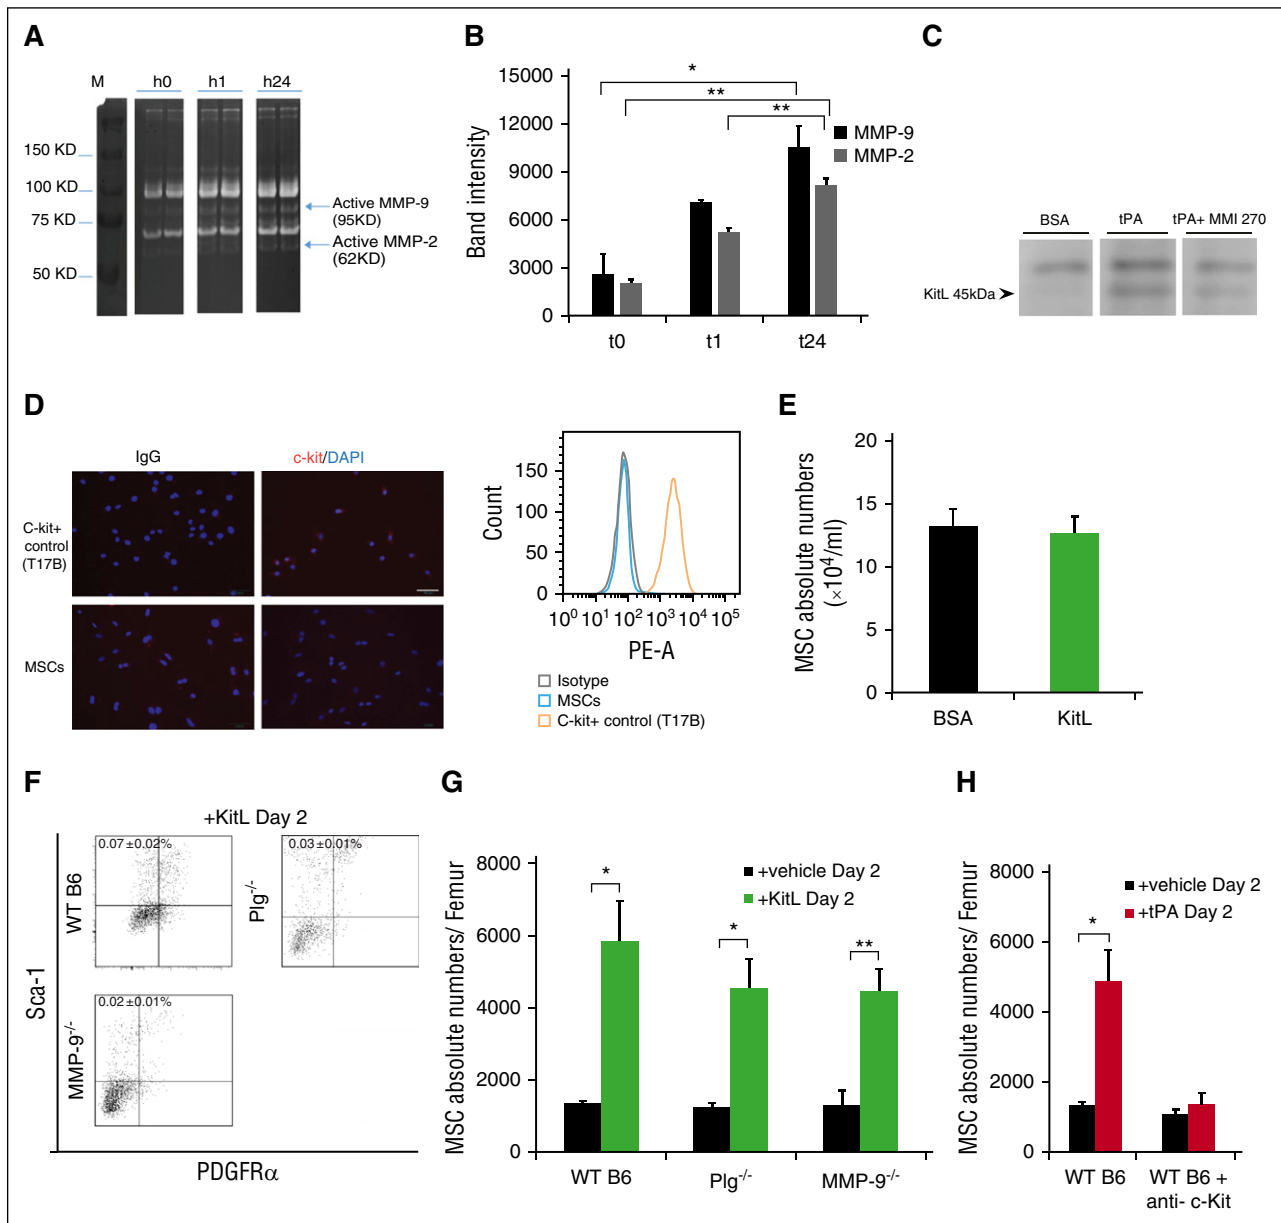 A
M h0 h1 h24
150 KD
100 KD
75 KD
50 KD
Active MMP-9
(95KD)
Active MMP-2
(62KD)
B
Band intensity
15000
12000
9000
6000
3000
0
* ** **
MMP-9
MMP-2
t0 t1 t24
C
BSA tPA tPA+ MMI 270
KitL 45kDa
D
IgG c-kit/DAPI
C-kit+
control
(T17B)
MSCs
Count
150
100
50
0
10⁰ 10¹ 10² 10³ 10⁴ 10⁵
PE-A
Isotype
MSCs
C-kit+ control (T17B)
E
MSC absolute numbers
(×10⁴/ml)
20
15
10
5
0
BSA KitL
F
+KitL Day 2
Sca-1
WT B6
0.07±0.02%
Plg⁻/⁻
0.03±0.01%
MMP-9⁻/⁻
0.02±0.01%
PDGFRα
G
MSC absolute numbers/ Femur
8000
6000
4000
2000
0
+vehicle Day 2
+KitL Day 2
* * **
WT B6 Plg⁻/⁻ MMP-9⁻/⁻
H
MSC absolute numbers/ Femur
8000
6000
4000
2000
0
+vehicle Day 2
+tPA Day 2
*
WT B6 WT B6 +
anti- c-Kit